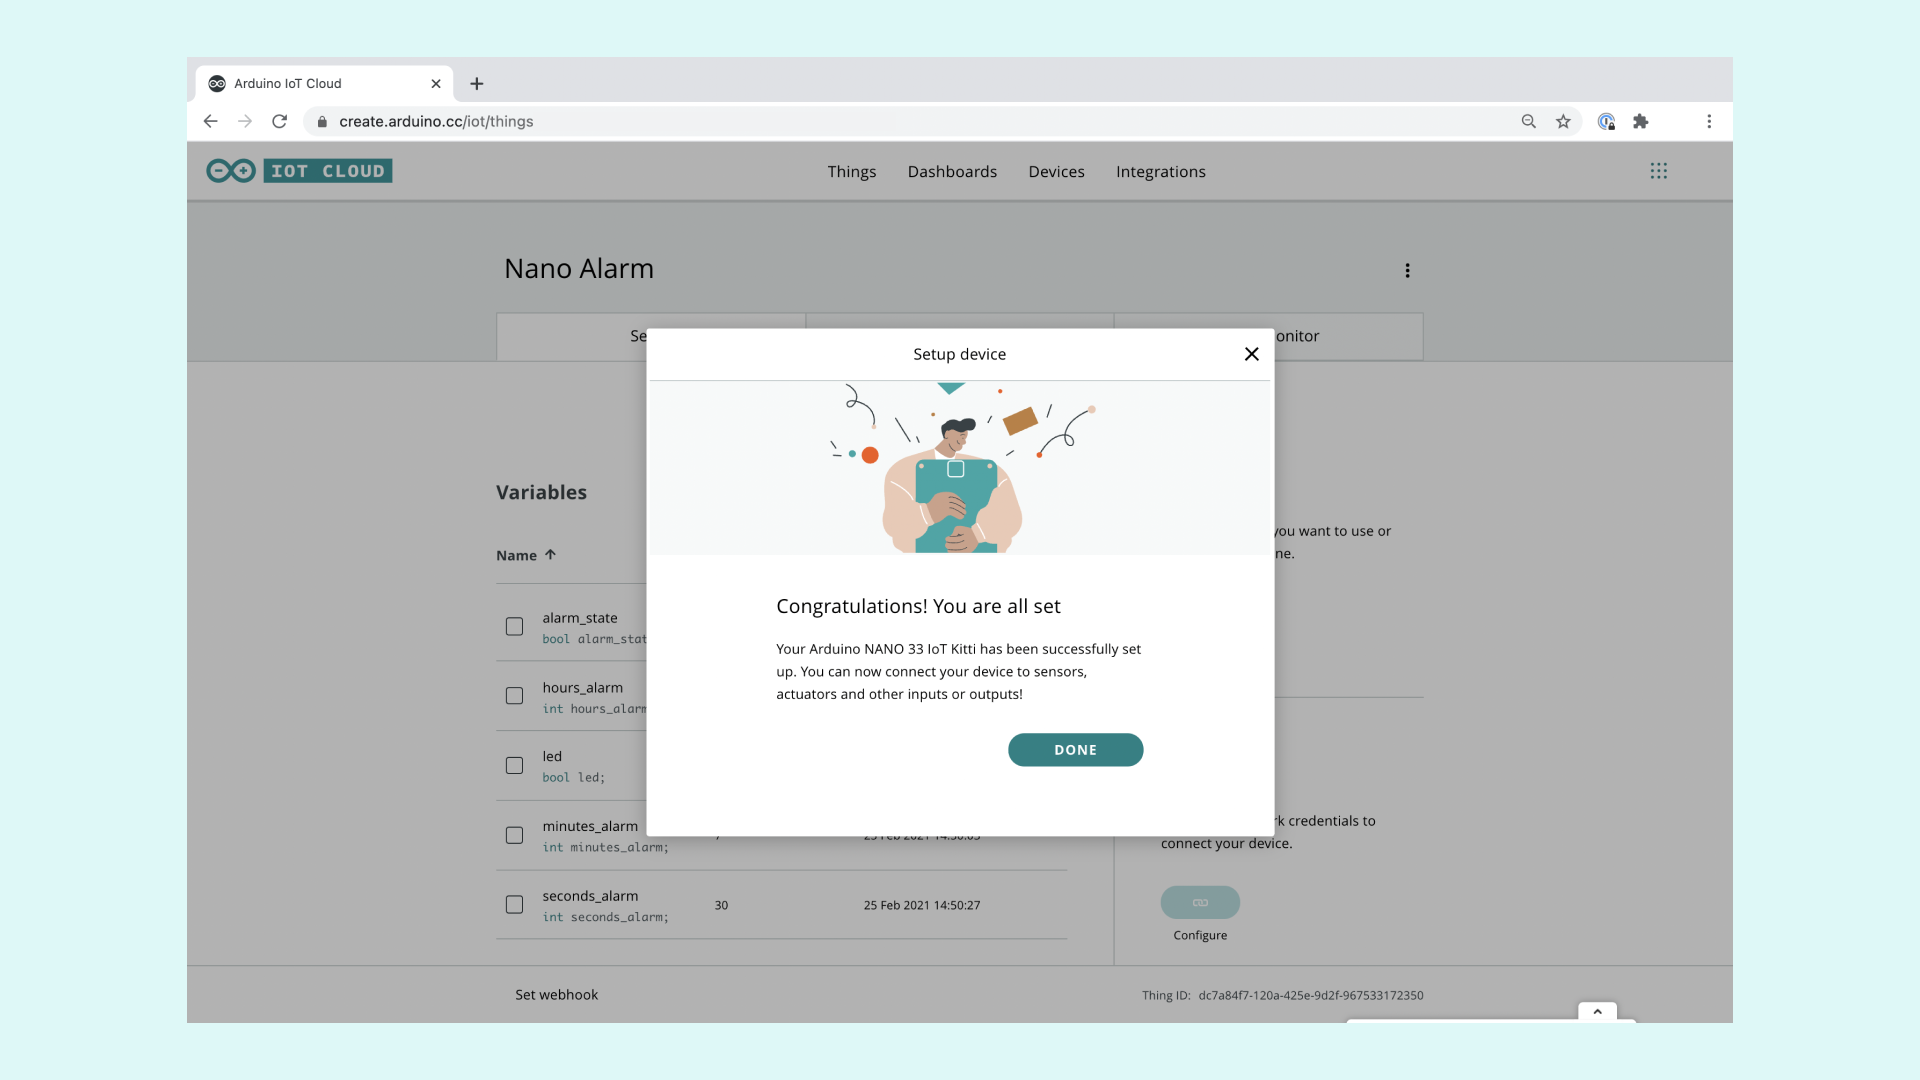 Arduino IoT Cloud
create.arduino.cc/iot/things
IOT CLOUD
Things
Dashboards
Devices
Integrations
Nano Alarm
Se
onitor
Setup device
Variables
you want to use or
ne.
Name
Congratulations! You are all set
alarm_state
bool alarm_stat
Your Arduino NANO 33 IoT Kitti has been successfully set
up. You can now connect your device to sensors,
actuators and other inputs or outputs!
hours_alarm
int hours_alarm
DONE
led
bool led;
minutes_alarm
int minutes_alarm;
rk credentials to
connect your device.
seconds_alarm
int seconds_alarm;
30
25 Feb 2021 14:50:27
Configure
Set webhook
Thing ID: dc7a84f7-120a-425e-9d2f-967533172350